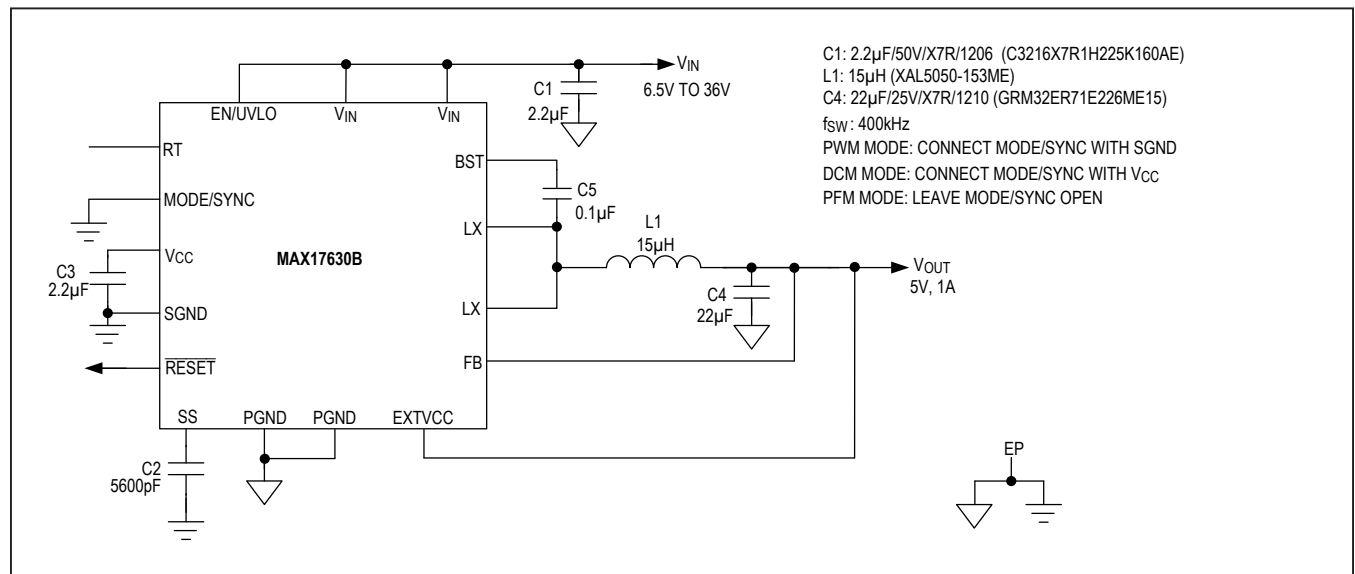 C1: 2.2µF/50V/X7R/1206 (C3216X7R1H225K160AE)
L1: 15µH (XAL5050-153ME)
C4: 22µF/25V/X7R/1210 (GRM32ER71E226ME15)
fSW : 400kHz
PWM MODE: CONNECT MODE/SYNC WITH SGND
DCM MODE: CONNECT MODE/SYNC WITH VCC
PFM MODE: LEAVE MODE/SYNC OPEN
VIN
6.5V TO 36V
C1
2.2µF
EN/UVLO
VIN
VIN
RT
BST
MODE/SYNC
C5
0.1µF
LX
L1
15µH
VCC
MAX17630B
C3
2.2µF
VOUT
5V, 1A
C4
22µF
SGND
LX
RESET
FB
SS
PGND
PGND
EXTVCC
C2
5600pF
EP